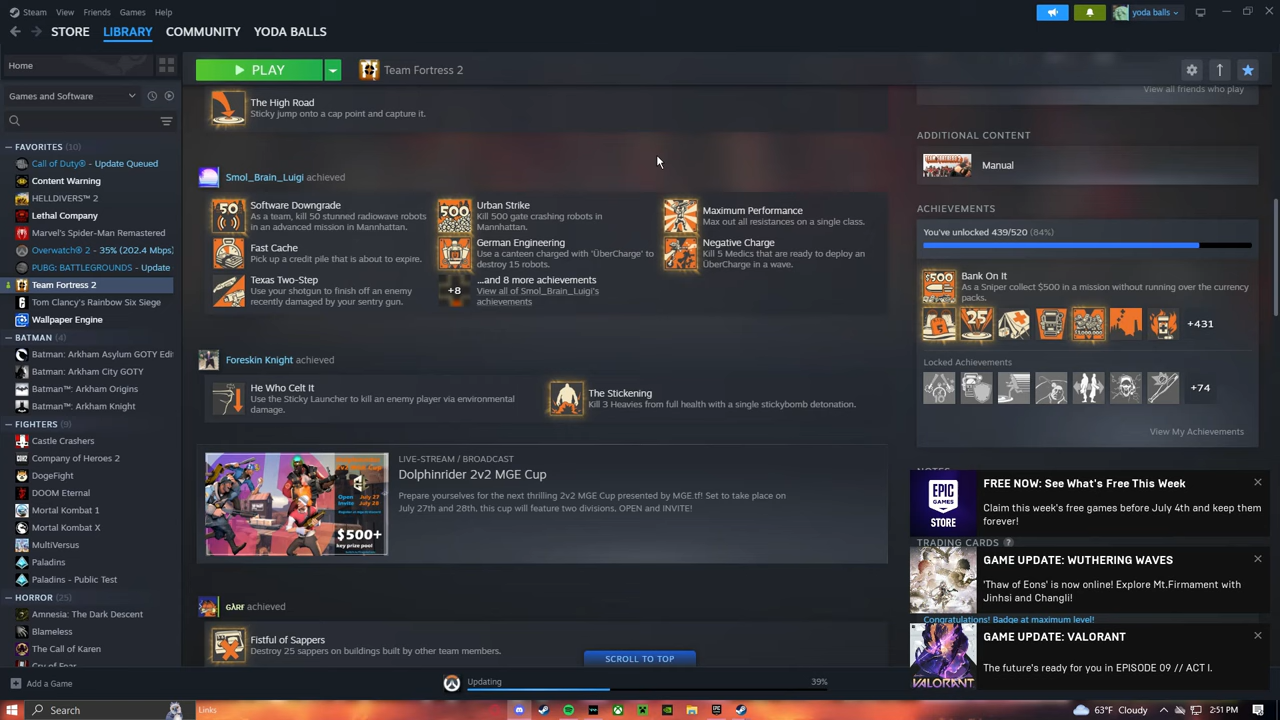 Steam View Friends Games Help
yoda balls
STORE LIBRARY COMMUNITY YODA BALLS
Home
PLAY
Team Fortress 2
Games and Software
FAVORITES (10)
Call of Duty® - Update Queued
Content Warning
HELLDIVERS™ 2
Lethal Company
Marvel's Spider-Man Remastered
Overwatch® 2 - 35% (202.4 Mbps)
PUBG: BATTLEGROUNDS - Update
Team Fortress 2
Tom Clancy's Rainbow Six Siege
Wallpaper Engine
BATMAN (4)
Batman: Arkham Asylum GOTY Edit
Batman: Arkham City GOTY
Batman™: Arkham Origins
Batman™: Arkham Knight
FIGHTERS (9)
Castle Crashers
Company of Heroes 2
DogeFight
DOOM Eternal
Mortal Kombat 1
Mortal Kombat X
MultiVersus
Paladins
Paladins - Public Test
HORROR (25)
Amnesia: The Dark Descent
Blameless
The Call of Karen
Cry of Fear
Add a Game
The High Road
Sticky jump onto a cap point and capture it.
Smol_Brain_Luigi achieved
Software Downgrade
As a team, kill 50 stunned radiowave robots
in an advanced mission in Mannhattan.
Urban Strike
Kill 500 gate crashing robots in
Mannhattan.
Maximum Performance
Max out all resistances on a single class.
Fast Cache
Pick up a credit pile that is about to expire.
German Engineering
Use a canteen charged with 'ÜberCharge' to
destroy 15 robots.
Negative Charge
Kill 5 Medics that are ready to deploy an
ÜberCharge in a wave.
Texas Two-Step
Use your shotgun to finish off an enemy
recently damaged by your sentry gun.
+8
...and 8 more achievements
View all of Smol_Brain_Luigi's
achievements
Foreskin Knight achieved
He Who Celt It
Use the Sticky Launcher to kill an enemy player via environmental
damage.
The Stickening
Kill 3 Heavies from full health with a single stickybomb detonation.
LIVE-STREAM / BROADCAST
Dolphinrider 2v2 MGE Cup
Prepare yourselves for the next thrilling 2v2 MGE Cup presented by MGE.tf! Set to take place on
July 27th and 28th, this cup will feature two divisions, OPEN and INVITE!
Open
Invite
July 27
July 28
$500+
key prize pool
GΛRF achieved
Fistful of Sappers
Destroy 25 sappers on buildings built by other team members.
SCROLL TO TOP
Updating 39%
View all friends who play
ADDITIONAL CONTENT
Manual
ACHIEVEMENTS
You've unlocked 439/520 (84%)
Bank On It
As a Sniper collect $500 in a mission without running over the currency
packs.
+431
Locked Achievements
+74
View My Achievements
NOTES
EPIC
GAMES
STORE
FREE NOW: See What's Free This Week
Claim this week's free games before July 4th and keep them
forever!
TRADING CARDS
GAME UPDATE: WUTHERING WAVES
'Thaw of Eons' is now online! Explore Mt.Firmament with
Jinhsi and Changli!
Congratulations! Badge at maximum level!
GAME UPDATE: VALORANT
The future's ready for you in EPISODE 09 // ACT I.
VALORANT
Search
Links
63°F Cloudy
2:51 PM